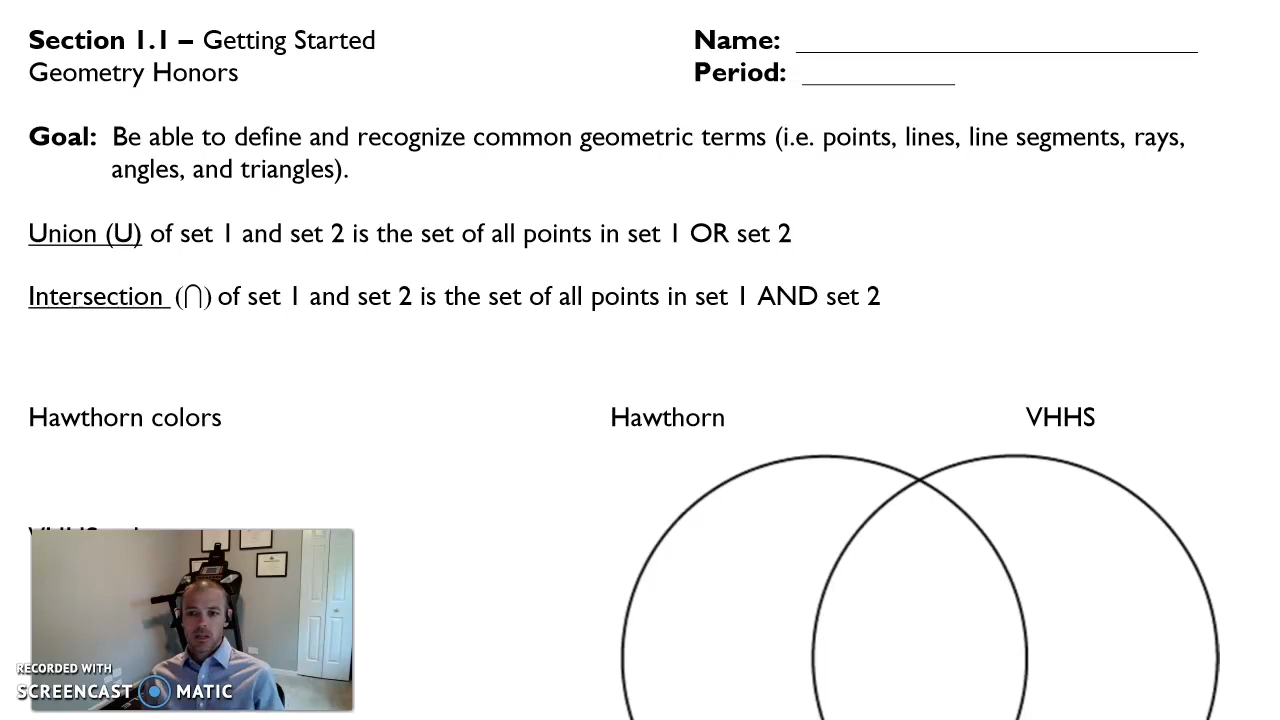 Section 1.1 – Getting Started
Name:
Geometry Honors
Period:
Goal: Be able to define and recognize common geometric terms (i.e. points, lines, line segments, rays,
angles, and triangles).
Union (U) of set 1 and set 2 is the set of all points in set 1 OR set 2
Intersection (⋂) of set 1 and set 2 is the set of all points in set 1 AND set 2
Hawthorn colors
Hawthorn
VHHS
RECORDED WITH
SCREENCAST MATIC